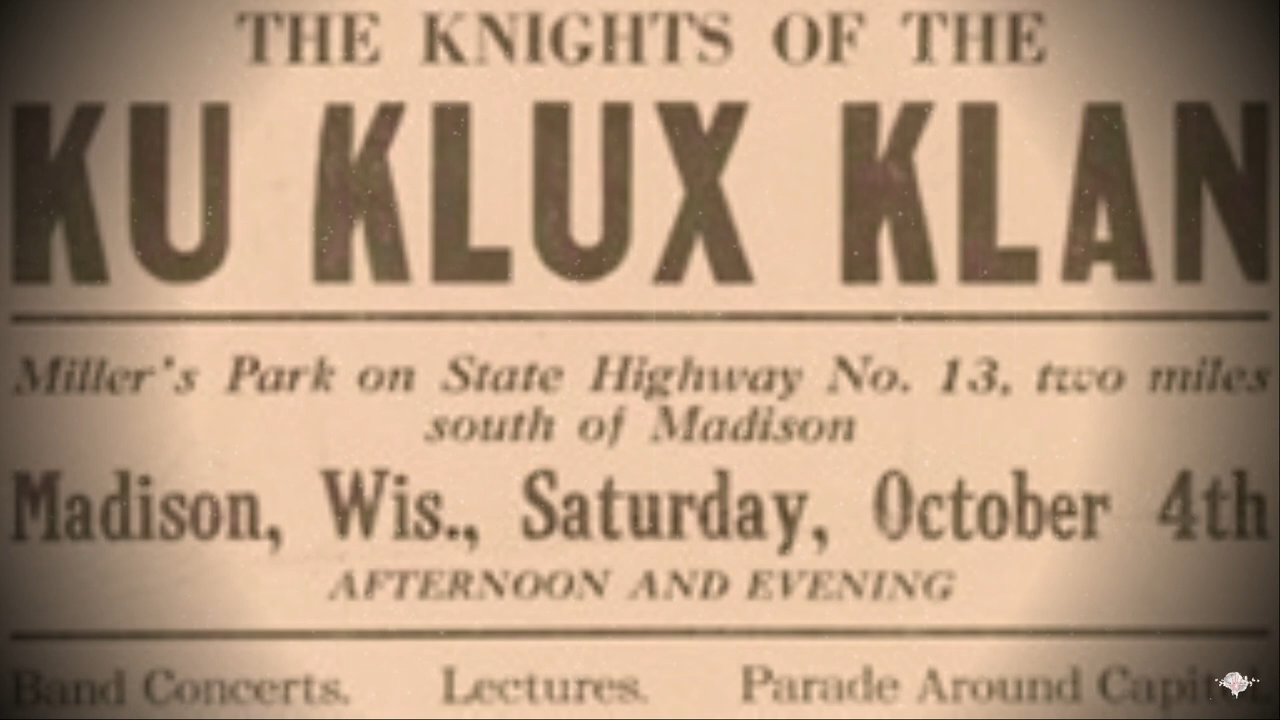 THE KNIGHTS OF THE
KU KLUX KLAN
Miller's Park on State Highway No. 13, two miles
south of Madison
Madison, Wis., Saturday, October 4th
AFTERNOON AND EVENING
Band Concerts. Lectures. Parade Around